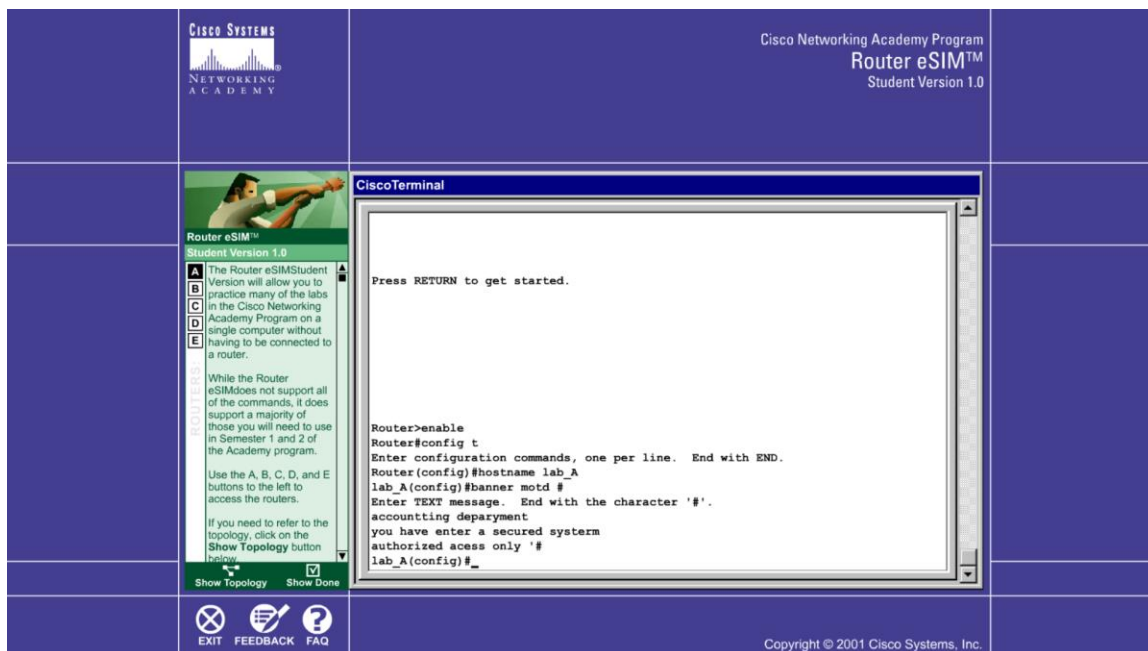 CISCO SYSTEMS
NETWORKING
ACADEMY
Cisco Networking Academy Program
Router eSIM™
Student Version 1.0
Router eSIM™
Student Version 1.0
A
B
C
D
E
ROUTERS:
The Router eSIMStudent
Version will allow you to
practice many of the labs
in the Cisco Networking
Academy Program on a
single computer without
having to be connected to
a router.
While the Router
eSIMdoes not support all
of the commands, it does
support a majority of
those you will need to use
in Semester 1 and 2 of
the Academy program.
Use the A, B, C, D, and E
buttons to the left to
access the routers.
If you need to refer to the
topology, click on the
Show Topology button
below
Show Topology
Show Done
CiscoTerminal
Press RETURN to get started.
Router>enable
Router#config t
Enter configuration commands, one per line.  End with END.
Router(config)#hostname lab_A
lab_A(config)#banner motd #
Enter TEXT message.  End with the character '#'.
accountting deparyment
you have enter a secured systerm
authorized acess only '#
lab_A(config)#_
EXIT
FEEDBACK
FAQ
Copyright © 2001 Cisco Systems, Inc.